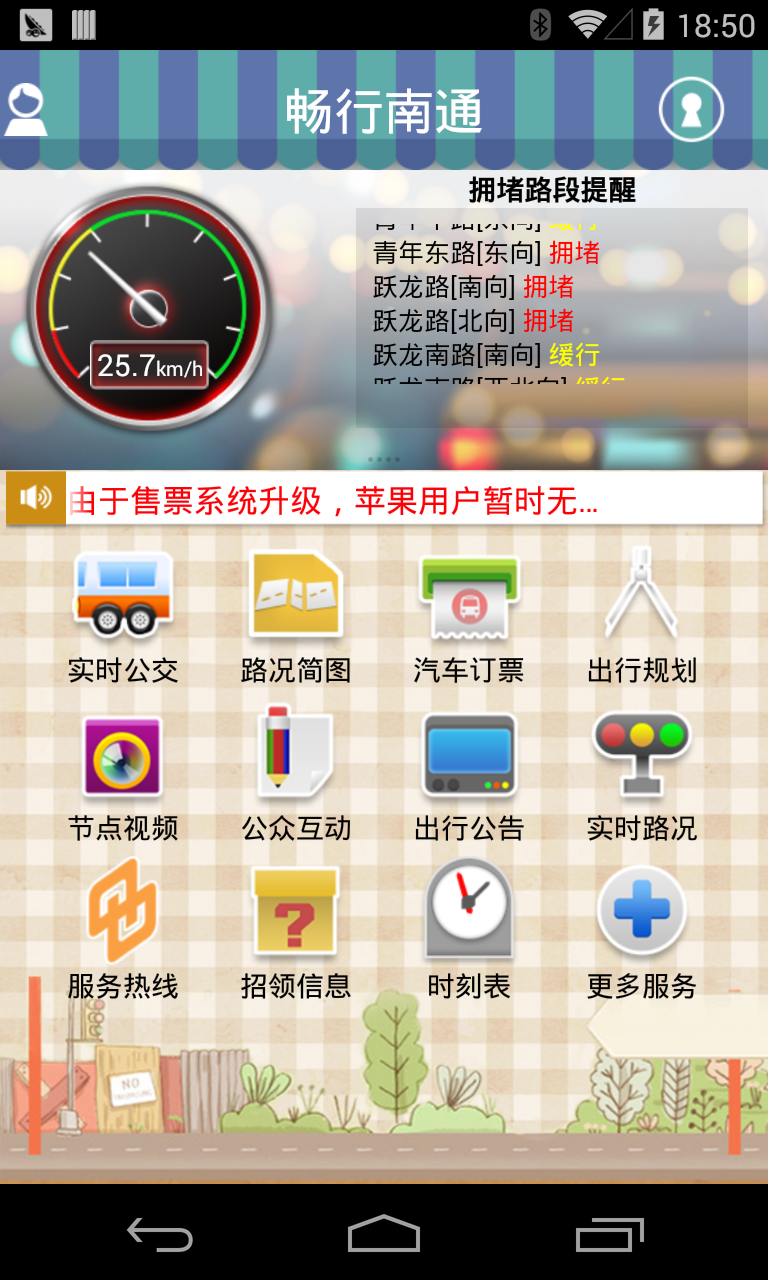 18:50
畅行南通
拥堵路段提醒
青年东路[东向] 拥堵
跃龙路[南向] 拥堵
跃龙路[北向] 拥堵
跃龙南路[南向] 缓行
25.7km/h
由于售票系统升级，苹果用户暂时无...
实时公交 路况简图 汽车订票 出行规划
节点视频 公众互动 出行公告 实时路况
服务热线 招领信息 时刻表 更多服务
NO